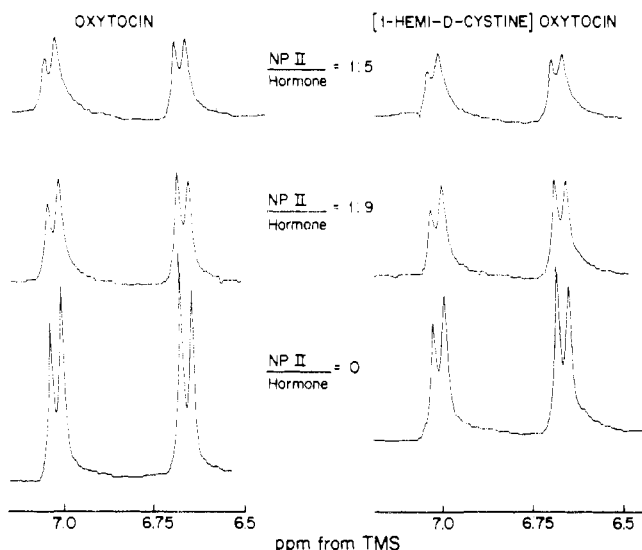 OXYTOCIN
[1-HEMI-D-CYSTINE] OXYTOCIN
NP II
Hormone = 1:5
NP II
Hormone = 1:9
NP II
Hormone = 0
7.0 6.75 6.5
7.0 6.75 6.5
ppm from TMS